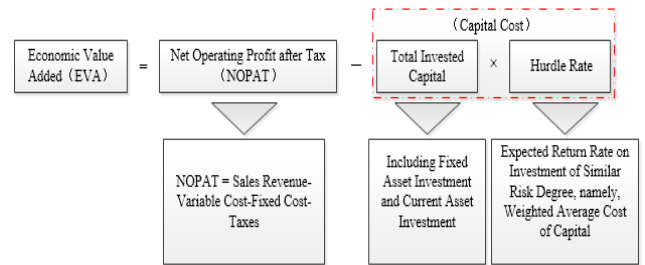 (Capital Cost)
Economic Value
Added (EVA)
=
Net Operating Profit after Tax
(NOPAT)
−
Total Invested
Capital
×
Hurdle Rate
NOPAT = Sales Revenue-
Variable Cost-Fixed Cost-
Taxes
Including Fixed
Asset Investment
and Current Asset
Investment
Expected Return Rate on
Investment of Similar
Risk Degree, namely,
Weighted Average Cost
of Capital